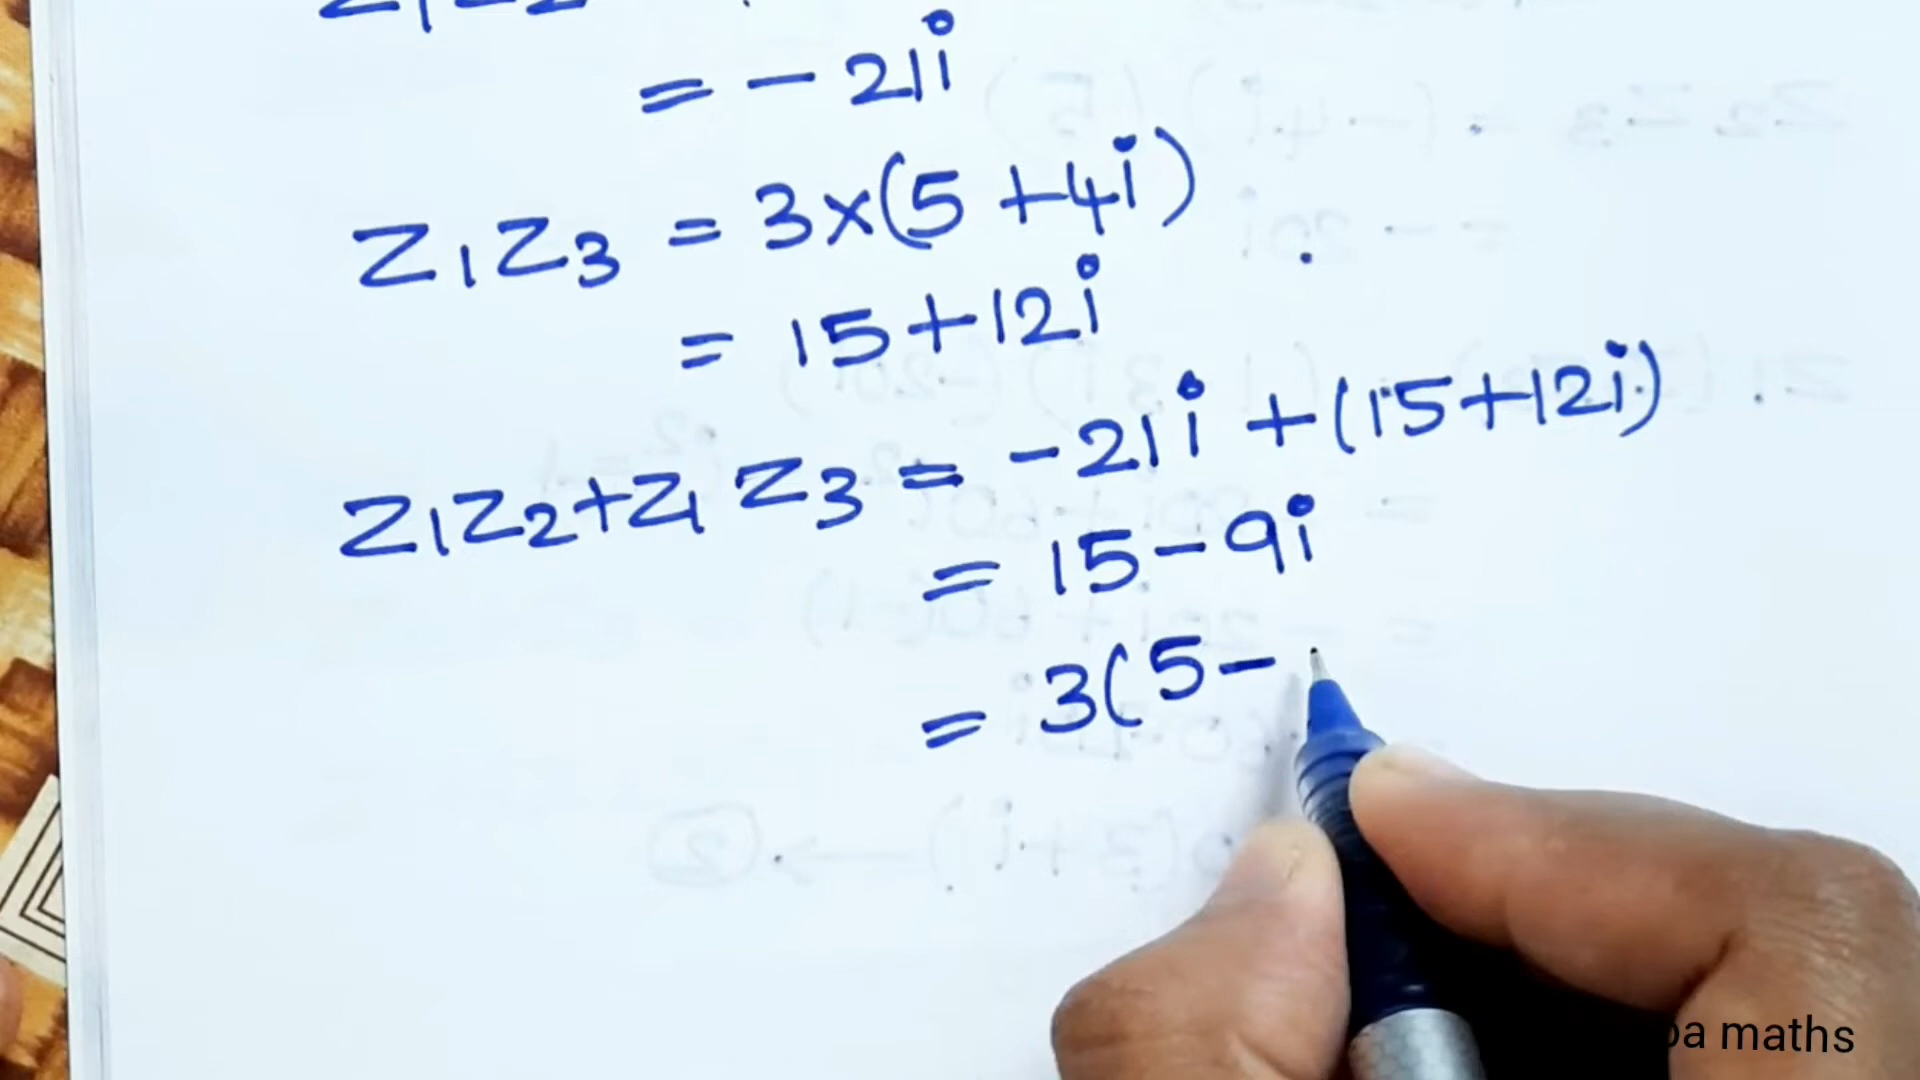 = - 21i
Z1Z3 = 3×(5+4i)
= 15+12i
Z1Z2+Z1Z3 = -21i+(15+12i)
= 15-9i
= 3(5-
maths